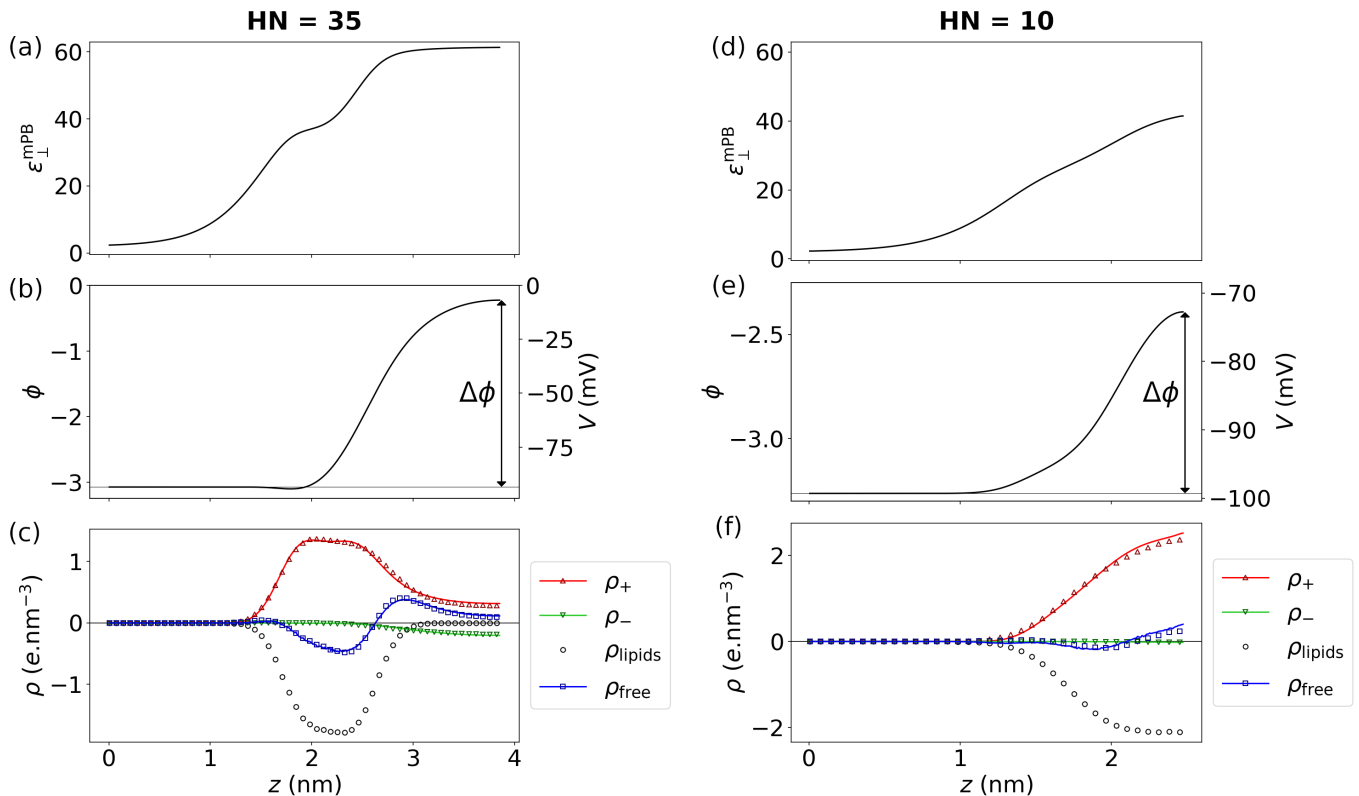 HN = 35
(a)
60
40
20
0
ε⊥^mPB
(b)
0
−1
−2
−3
ϕ
0
−25
−50
−75
V (mV)
Δϕ
(c)
1
0
−1
ρ (e.nm⁻³)
0 1 2 3 4
z (nm)
ρ₊
ρ₋
ρlipids
ρfree
HN = 10
(d)
60
40
20
0
ε⊥^mPB
(e)
−2.5
−3.0
ϕ
−70
−80
−90
−100
V (mV)
Δϕ
(f)
2
0
−2
ρ (e.nm⁻³)
0 1 2
z (nm)
ρ₊
ρ₋
ρlipids
ρfree